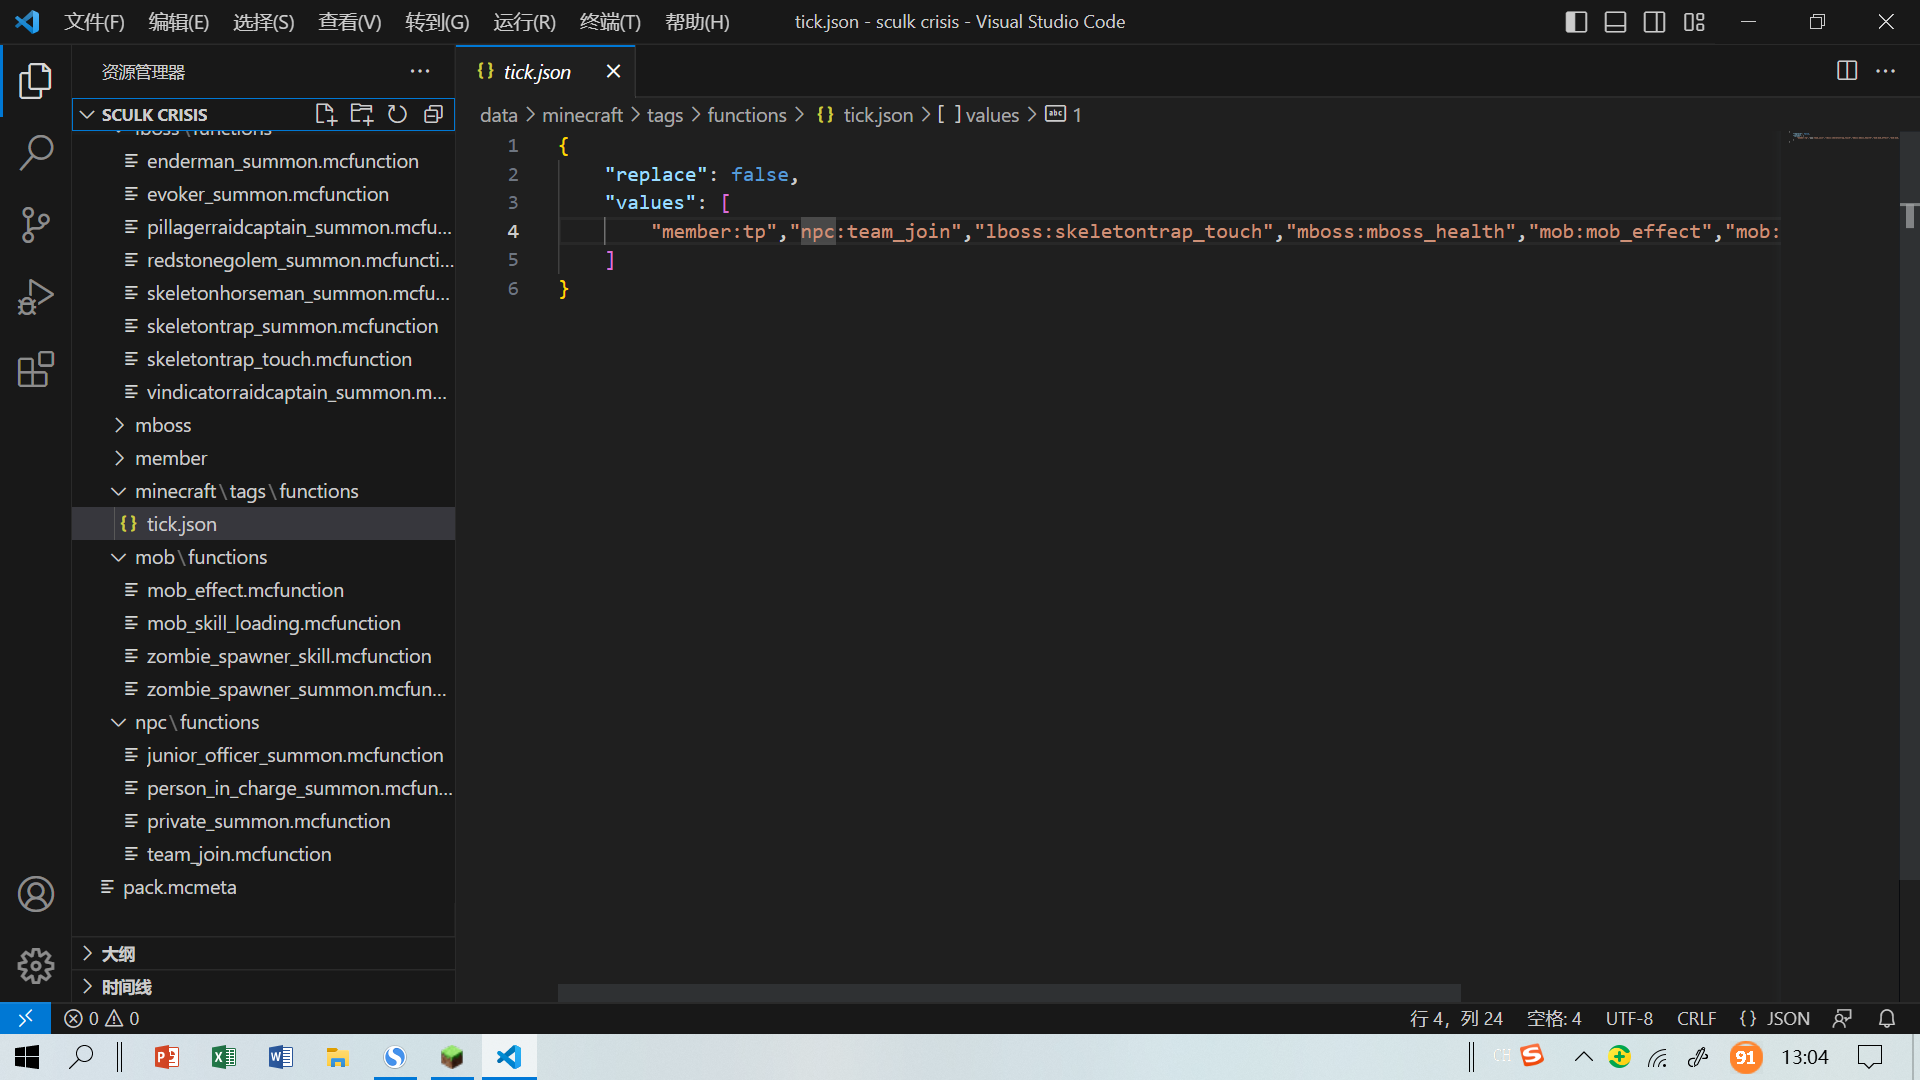 文件(F) 编辑(E) 选择(S) 查看(V) 转到(G) 运行(R) 终端(T) 帮助(H) tick.json - sculk crisis - Visual Studio Code
资源管理器
tick.json
SCULK CRISIS
data > minecraft > tags > functions > {} tick.json > [ ] values > abc 1
lboss\functions
enderman_summon.mcfunction
evoker_summon.mcfunction
pillagerraidcaptain_summon.mcfu...
redstonegolem_summon.mcfuncti...
skeletonhorseman_summon.mcfu...
skeletontrap_summon.mcfunction
skeletontrap_touch.mcfunction
vindicatorraidcaptain_summon.m...
mboss
member
minecraft\tags\functions
{} tick.json
mob\functions
mob_effect.mcfunction
mob_skill_loading.mcfunction
zombie_spawner_skill.mcfunction
zombie_spawner_summon.mcfun...
npc\functions
junior_officer_summon.mcfunction
person_in_charge_summon.mcfun...
private_summon.mcfunction
team_join.mcfunction
pack.mcmeta
大纲
时间线
1 {
2 "replace": false,
3 "values": [
4 "member:tp","npc:team_join","lboss:skeletontrap_touch","mboss:mboss_health","mob:mob_effect","mob:
5 ]
6 }
0 0 行 4，列 24 空格: 4 UTF-8 CRLF {} JSON
CH 91 13:04